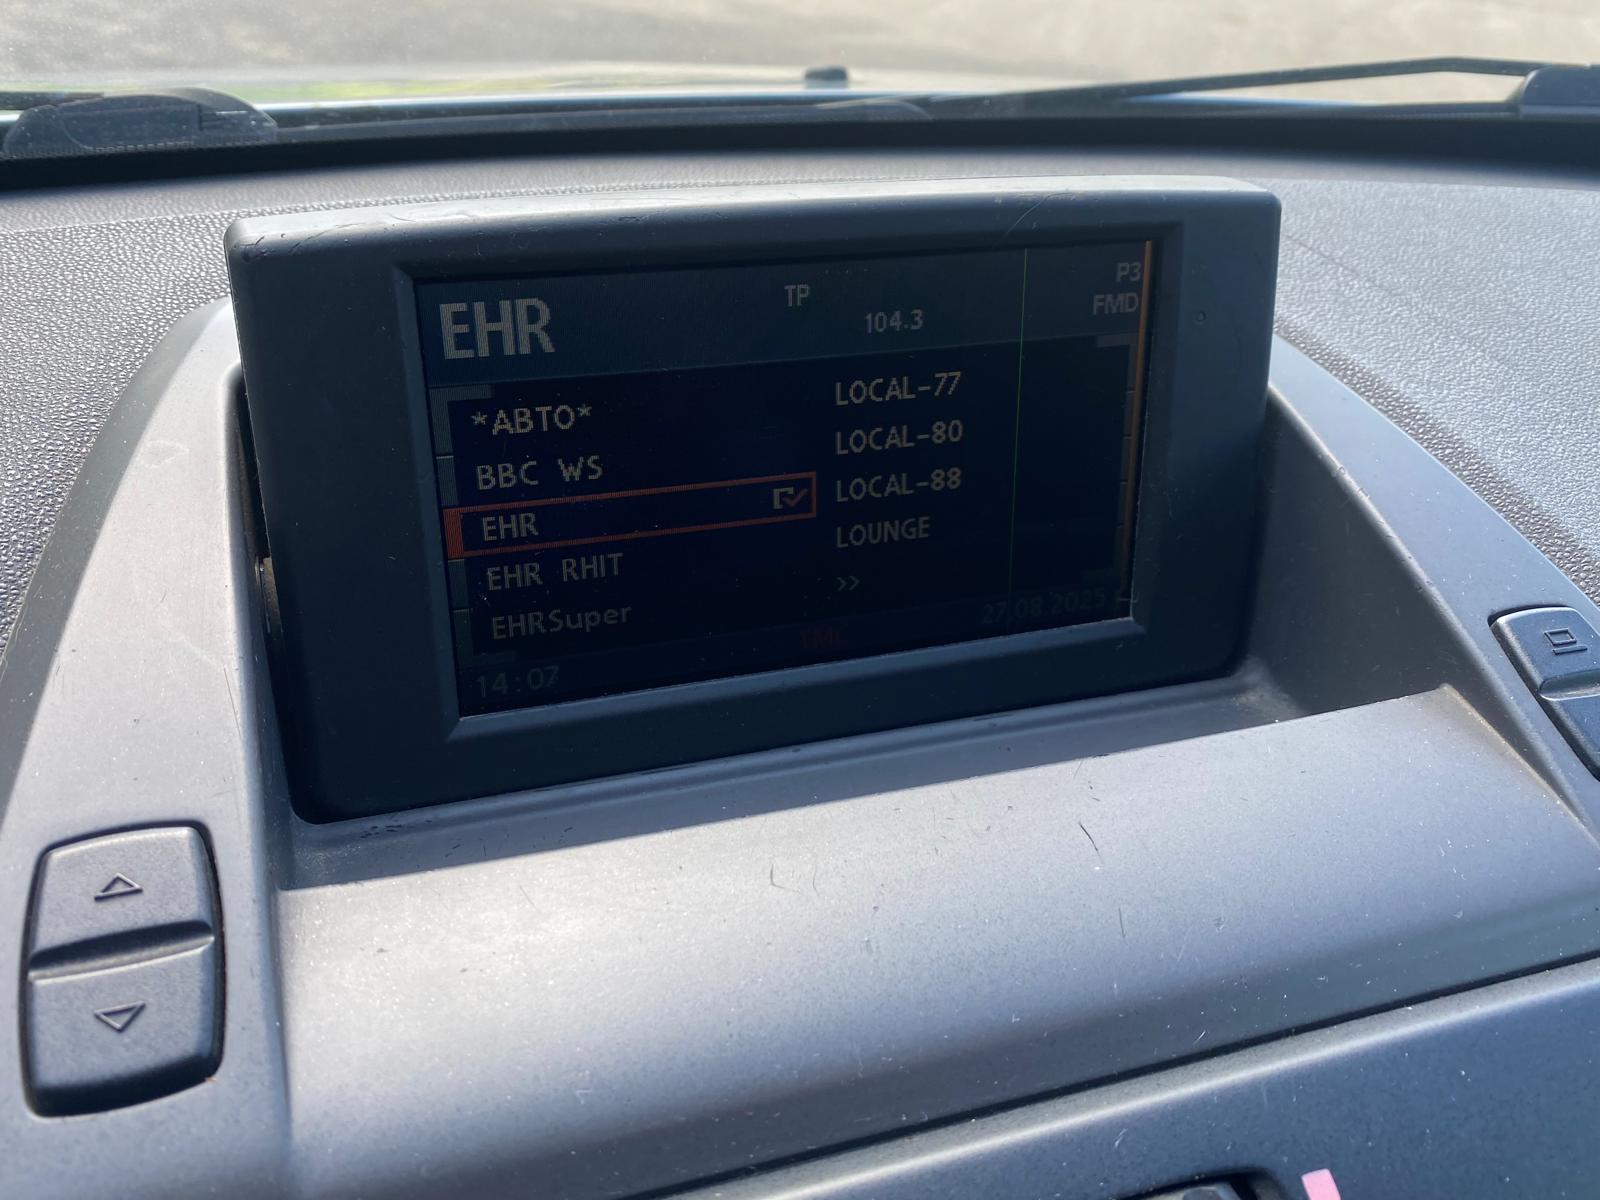 EHR
TP
104.3
P3
FMD
*АВТО*
BBC WS
EHR
EHR RHIT
EHRSuper
LOCAL-77
LOCAL-80
LOCAL-88
LOUNGE
>>
14:07
TMC
27.08.2025